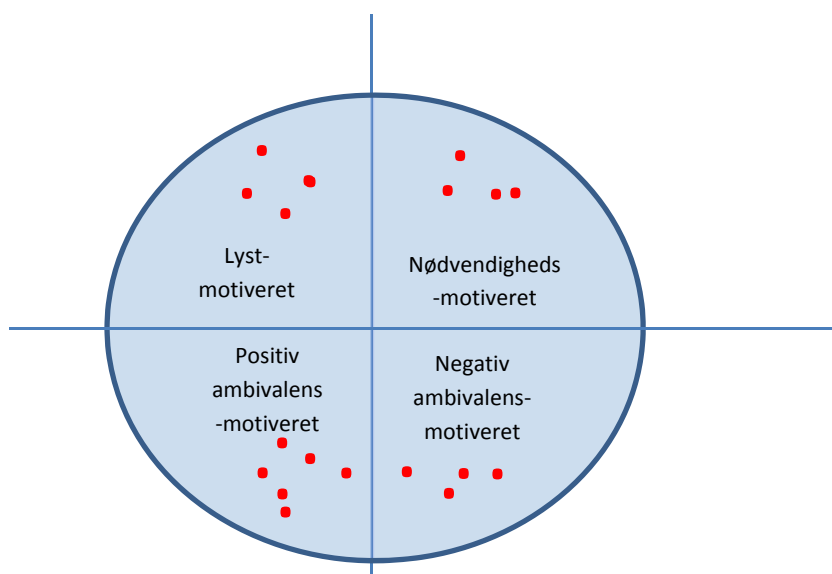 Lyst-
motiveret
Nødvendigheds
-motiveret
Positiv
ambivalens
-motiveret
Negativ
ambivalens-
motiveret